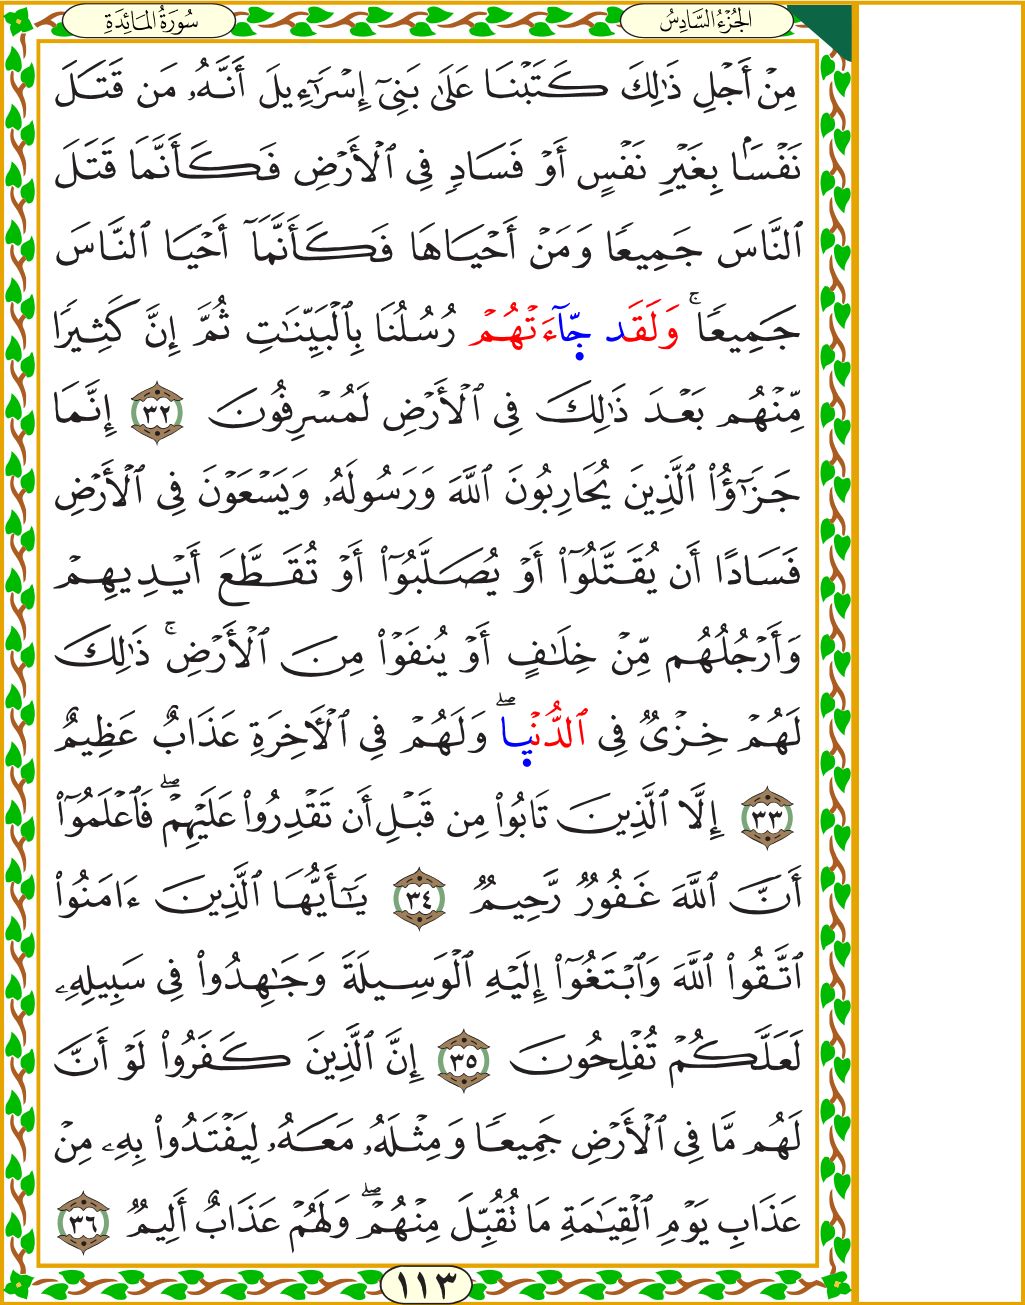 الجُزْءُ السَّادِسُ
سُورَةُ المَائِدَةِ
مِنْ أَجْلِ ذَٰلِكَ كَتَبْنَا عَلَىٰ بَنِىٓ إِسْرَٰٓءِيلَ أَنَّهُۥ مَن قَتَلَ
نَفْسَۢا بِغَيْرِ نَفْسٍ أَوْ فَسَادٍۢ فِى ٱلْأَرْضِ فَكَأَنَّمَا قَتَلَ
ٱلنَّاسَ جَمِيعًا وَمَنْ أَحْيَاهَا فَكَأَنَّمَآ أَحْيَا ٱلنَّاسَ
جَمِيعًا ۚ وَلَقَد جَّآءَتْهُمْ رُسُلُنَا بِٱلْبَيِّنَٰتِ ثُمَّ إِنَّ كَثِيرًا
مِّنْهُم بَعْدَ ذَٰلِكَ فِى ٱلْأَرْضِ لَمُسْرِفُونَ ٣٢ إِنَّمَا
جَزَٰٓؤُا۟ ٱلَّذِينَ يُحَارِبُونَ ٱللَّهَ وَرَسُولَهُۥ وَيَسْعَوْنَ فِى ٱلْأَرْضِ
فَسَادًا أَن يُقَتَّلُوٓا۟ أَوْ يُصَلَّبُوٓا۟ أَوْ تُقَطَّعَ أَيْدِيهِمْ
وَأَرْجُلُهُم مِّنْ خِلَٰفٍ أَوْ يُنفَوْا۟ مِنَ ٱلْأَرْضِ ۚ ذَٰلِكَ
لَهُمْ خِزْىٌ فِى ٱلدُّنْيَا ۖ وَلَهُمْ فِى ٱلْأٓخِرَةِ عَذَابٌ عَظِيمٌ
٣٣ إِلَّا ٱلَّذِينَ تَابُوا۟ مِن قَبْلِ أَن تَقْدِرُوا۟ عَلَيْهِمْ ۖ فَٱعْلَمُوٓا۟
أَنَّ ٱللَّهَ غَفُورٌ رَّحِيمٌ ٣٤ يَٰٓأَيُّهَا ٱلَّذِينَ ءَامَنُوا۟
ٱتَّقُوا۟ ٱللَّهَ وَٱبْتَغُوٓا۟ إِلَيْهِ ٱلْوَسِيلَةَ وَجَٰهِدُوا۟ فِى سَبِيلِهِۦ
لَعَلَّكُمْ تُفْلِحُونَ ٣٥ إِنَّ ٱلَّذِينَ كَفَرُوا۟ لَوْ أَنَّ
لَهُم مَّا فِى ٱلْأَرْضِ جَمِيعًا وَمِثْلَهُۥ مَعَهُۥ لِيَفْتَدُوا۟ بِهِۦ مِنْ
عَذَابِ يَوْمِ ٱلْقِيَٰمَةِ مَا تُقُبِّلَ مِنْهُمْ ۖ وَلَهُمْ عَذَابٌ أَلِيمٌ ٣٦
١١٣